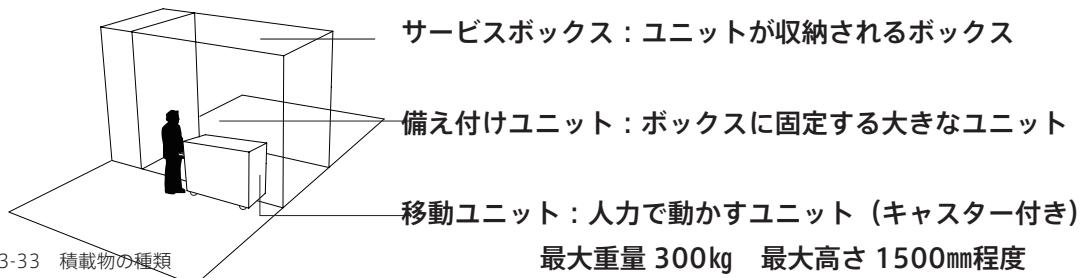 サービスボックス：ユニットが収納されるボックス
備え付けユニット：ボックスに固定する大きなユニット
移動ユニット：人力で動かすユニット（キャスター付き）
最大重量 300㎏　最大高さ 1500㎜程度
3-33　積載物の種類